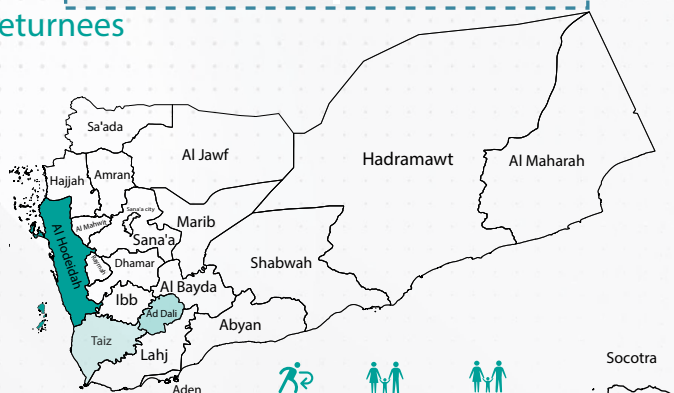 eturnees
Sa'ada
Al Jawf
Hadramawt
Al Maharah
Hajjah
Amran
Sana'a city
Al Mahwit
Marib
Sana'a
Al Hodeidah
Raymah
Dhamar
Shabwah
Al Bayda
Ibb
Ad Dali
Abyan
Taiz
Lahj
Socotra
Aden